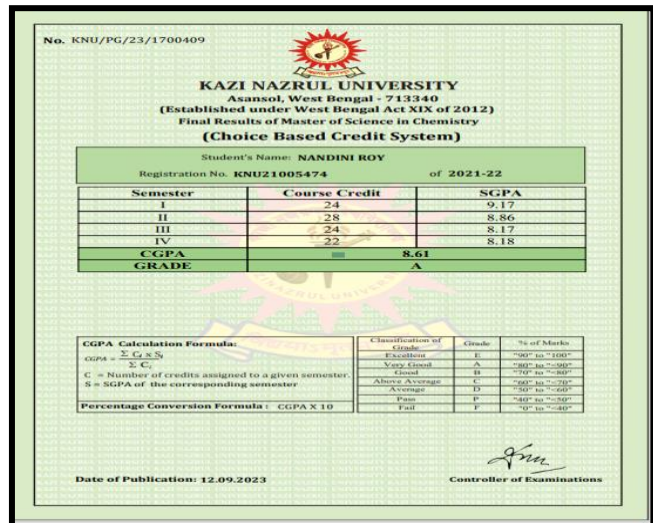 No. KNU/PG/23/1700409
KAZI NAZRUL UNIVERSITY
Asansol, West Bengal - 713340
(Established under West Bengal Act XIX of 2012)
Final Results of Master of Science in Chemistry
(Choice Based Credit System)
Student's Name: NANDINI ROY
Registration No. KNU21005474 of 2021-22
Semester Course Credit SGPA
I 24 9.17
II 28 8.86
III 24 8.17
IV 22 8.18
CGPA = 8.61
GRADE A
CGPA Calculation Formula:
CGPA = Σ Ci x Si / Σ Ci
C = Number of credits assigned to a given semester.
S = SGPA of the corresponding semester
Percentage Conversion Formula : CGPA X 10
Classification of Grade Grade % of Marks
Excellent E "90" to "100"
Very Good A "80" to "<90"
Good B "70" to "<80"
Above Average C "60" to "<70"
Average D "50" to "<60"
Pass P "40" to "<50"
Fail F "0" to "<40"
Date of Publication: 12.09.2023 Controller of Examinations